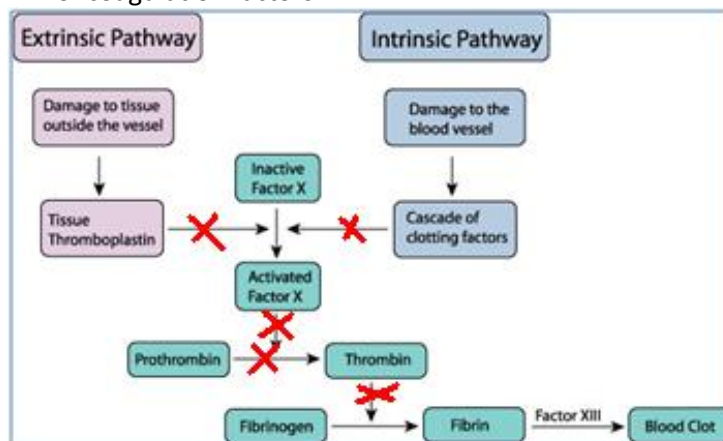 Extrinsic Pathway
Intrinsic Pathway
Damage to tissue
outside the vessel
Damage to the
blood vessel
Inactive
Factor X
Tissue
Thromboplastin
Cascade of
clotting factors
Activated
Factor X
Prothrombin
Thrombin
Fibrinogen
Fibrin
Factor XIII
Blood Clot